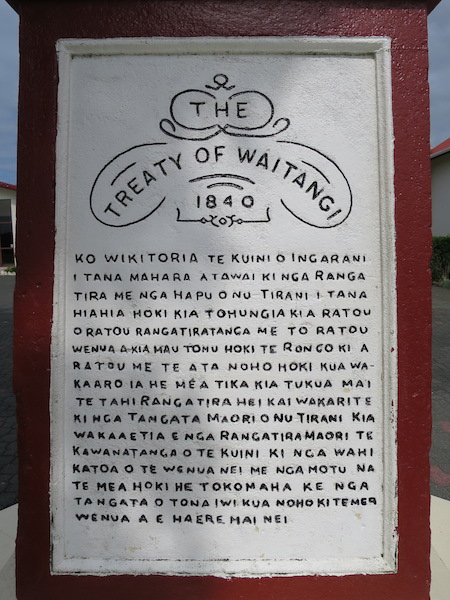 THE
TREATY OF WAITANGI
1840
KO WIKITORIA TE KUINI O INGARANI
I TANA MAHARA ATAWAI KI NGA RANGA
TIRA ME NGA HAPU O NU TIRANI I TANA
HIAHIA HOKI KIA TOHUNGIA KIA RATOU
O RATOU RANGATIRATANGA ME TO RATOU
WENUA A KIA MAU TONU HOKI TE RONGO KI A
RATOU ME TE ATA NOHO HOKI KUA WA-
KAARO IA HE MEA TIKA KIA TUKUA MAI
TE TAHI RANGATIRA HEI KAI WAKARITE
KI NGA TANGATA MAORI O NU TIRANI KIA
WAKAAETIA E NGA RANGATIRA MAORI TE
KAWANATANGA O TE KUINI KI NGA WAHI
KATOA O TE WENUA NEI ME NGA MOTU NA
TE MEA HOKI HE TOKOMAHA KE NGA
TANGATA O TONA IWI KUA NOHO KI TEMEA
WENUA A E HAERE MAI NEI